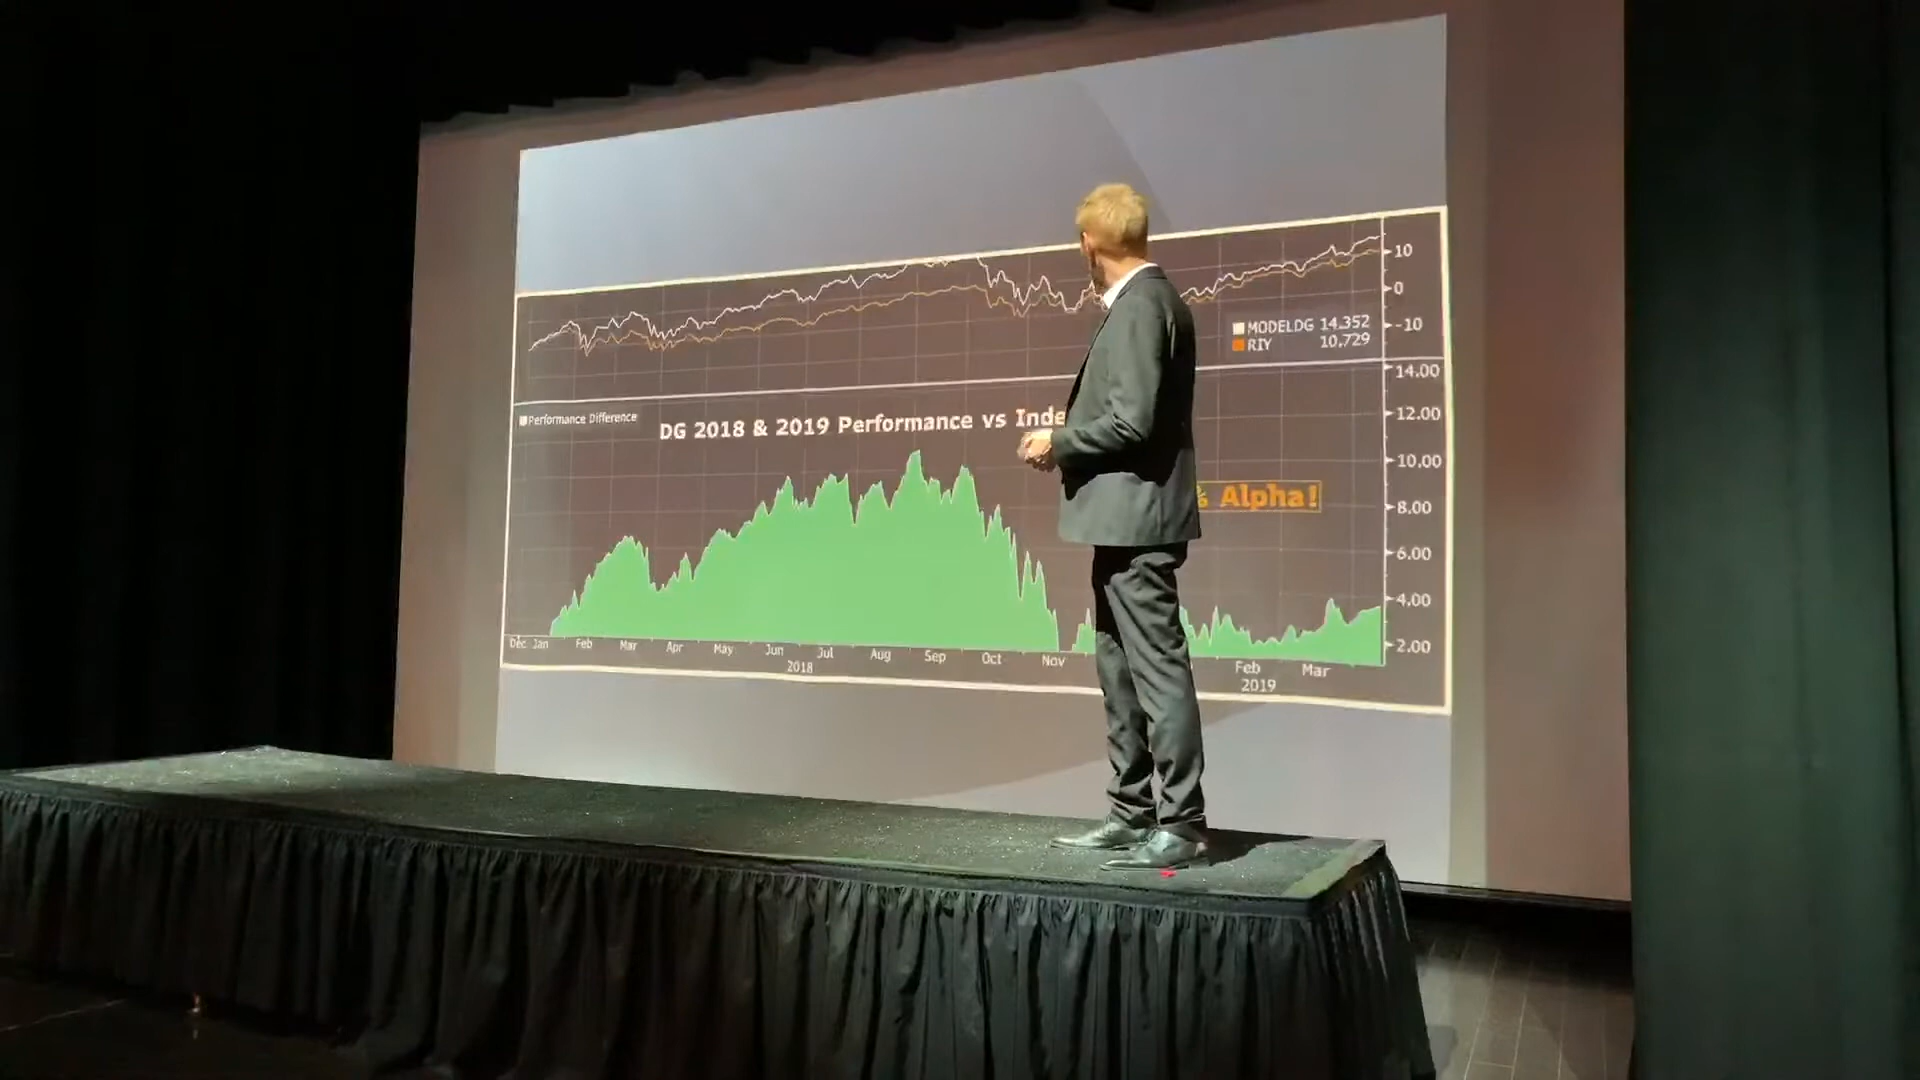 10
0
-10
MODELDG 14.352
RIY 10.729
14.00
Performance Difference
DG 2018 & 2019 Performance vs Inde
12.00
10.00
% Alpha!
8.00
6.00
4.00
2.00
Dec Jan Feb Mar Apr May Jun Jul Aug Sep Oct Nov Feb Mar
2018 2019